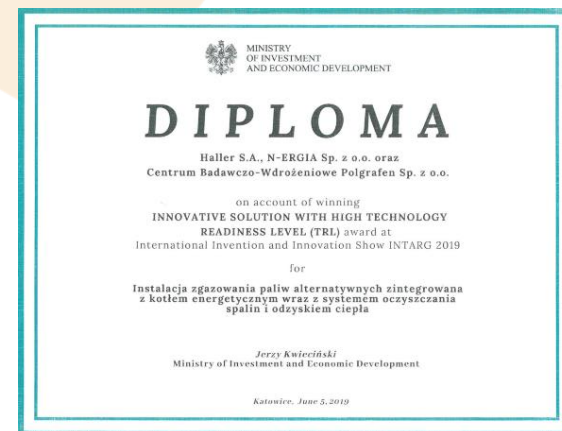 MINISTRY
OF INVESTMENT
AND ECONOMIC DEVELOPMENT
DIPLOMA
Haller S.A., N-ERGIA Sp. z o.o. oraz
Centrum Badawczo-Wdrożeniowe Polgrafen Sp. z o.o.
on account of winning
INNOVATIVE SOLUTION WITH HIGH TECHNOLOGY
READINESS LEVEL (TRL) award at
International Invention and Innovation Show INTARG 2019
for
Instalacja zgazowania paliw alternatywnych zintegrowana
z kotłem energetycznym wraz z systemem oczyszczania
spalin i odzyskiem ciepła
Jerzy Kwieciński
Ministry of Investment and Economic Development
Katowice, June 5, 2019